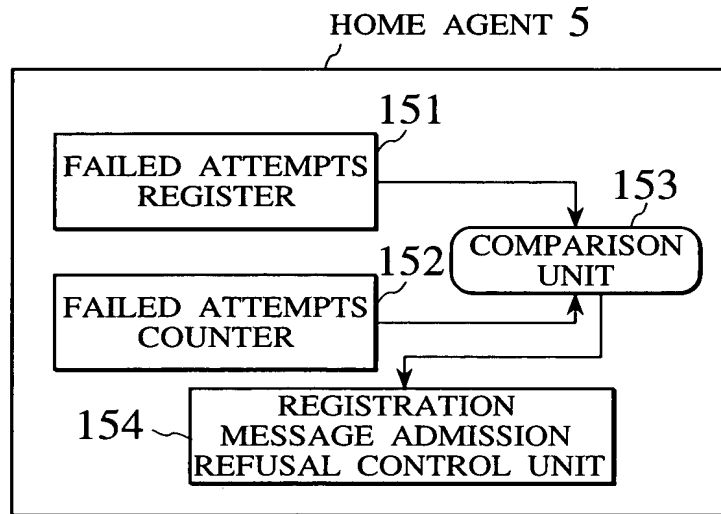 HOME AGENT 5
151
FAILED ATTEMPTS
REGISTER
153
COMPARISON
UNIT
152
FAILED ATTEMPTS
COUNTER
154
REGISTRATION
MESSAGE ADMISSION
REFUSAL CONTROL UNIT